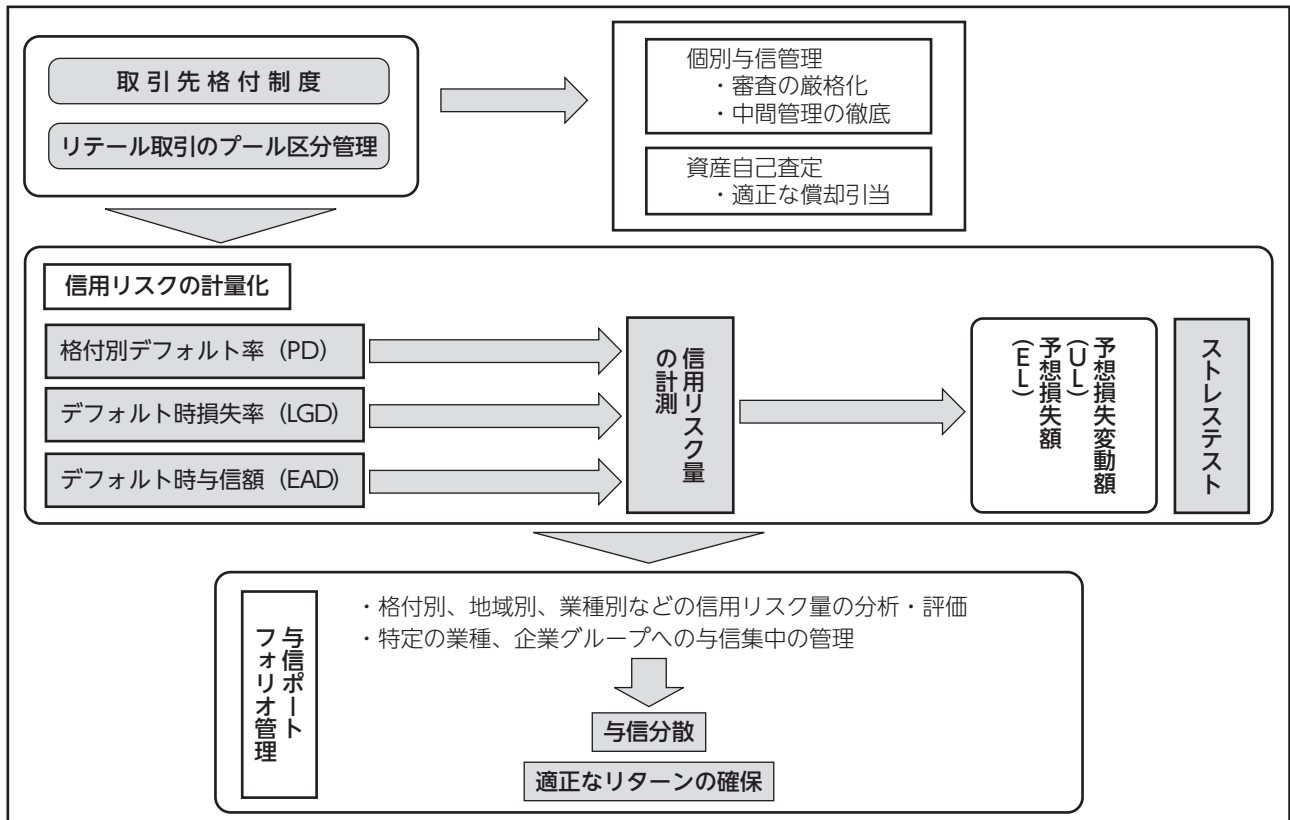 取引先格付制度
リテール取引のプール区分管理
個別与信管理
・審査の厳格化
・中間管理の徹底
資産自己査定
・適正な償却引当
信用リスクの計量化
格付別デフォルト率（PD）
デフォルト時損失率（LGD）
デフォルト時与信額（EAD）
信用リスク量
の計測
予想損失変動額
（UL）
予想損失額
（EL）
ストレステスト
与信ポート
フォリオ管理
・格付別、地域別、業種別などの信用リスク量の分析・評価
・特定の業種、企業グループへの与信集中の管理
与信分散
適正なリターンの確保